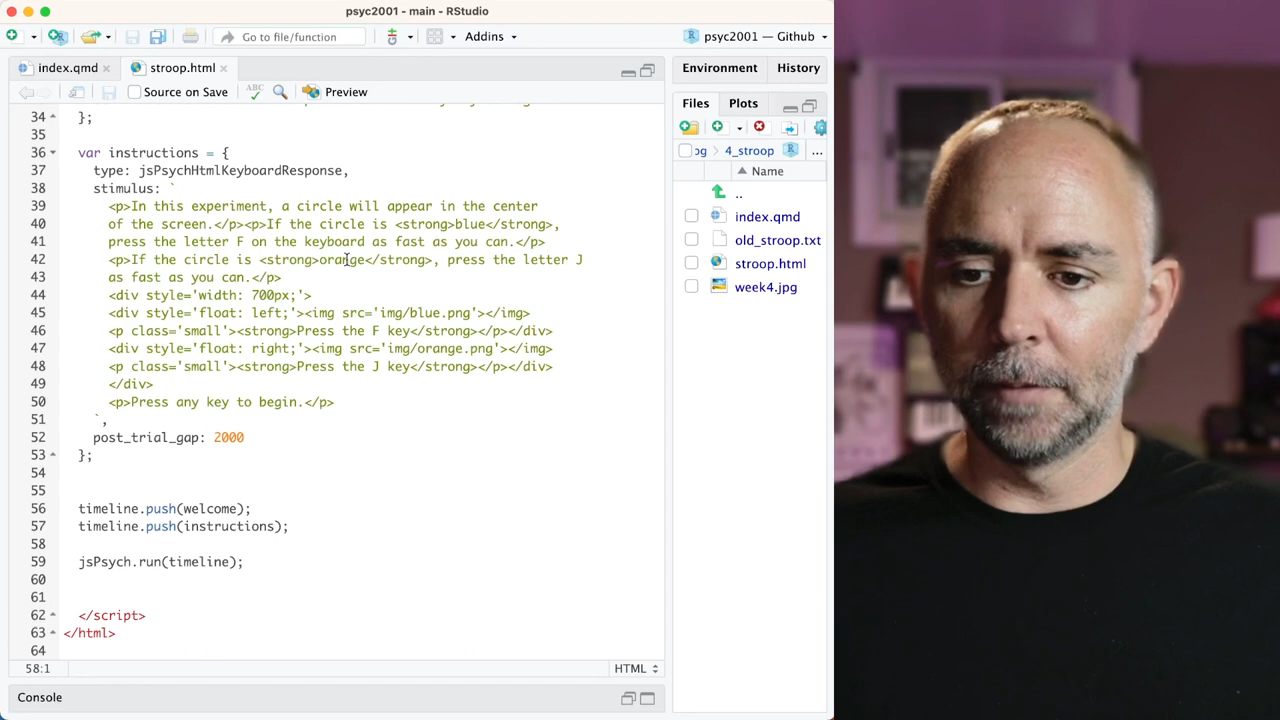 psyc2001 - main - RStudio
Go to file/function
Addins
psyc2001 — Github
index.qmd
stroop.html
Source on Save
ABC
Preview
34 };
35
36 var instructions = {
37 type: jsPsychHtmlKeyboardResponse,
38 stimulus: `
39 <p>In this experiment, a circle will appear in the center
40 of the screen.</p><p>If the circle is <strong>blue</strong>,
41 press the letter F on the keyboard as fast as you can.</p>
42 <p>If the circle is <strong>orange</strong>, press the letter J
43 as fast as you can.</p>
44 <div style='width: 700px;'>
45 <div style='float: left;'><img src='img/blue.png'></img>
46 <p class='small'><strong>Press the F key</strong></p></div>
47 <div style='float: right;'><img src='img/orange.png'></img>
48 <p class='small'><strong>Press the J key</strong></p></div>
49 </div>
50 <p>Press any key to begin.</p>
51 `,
52 post_trial_gap: 2000
53 };
54
55
56 timeline.push(welcome);
57 timeline.push(instructions);
58
59 jsPsych.run(timeline);
60
61
62 </script>
63 </html>
64
58:1
HTML
Console
Environment
History
Files
Plots
og
4_stroop
...
Name
..
index.qmd
old_stroop.txt
stroop.html
week4.jpg